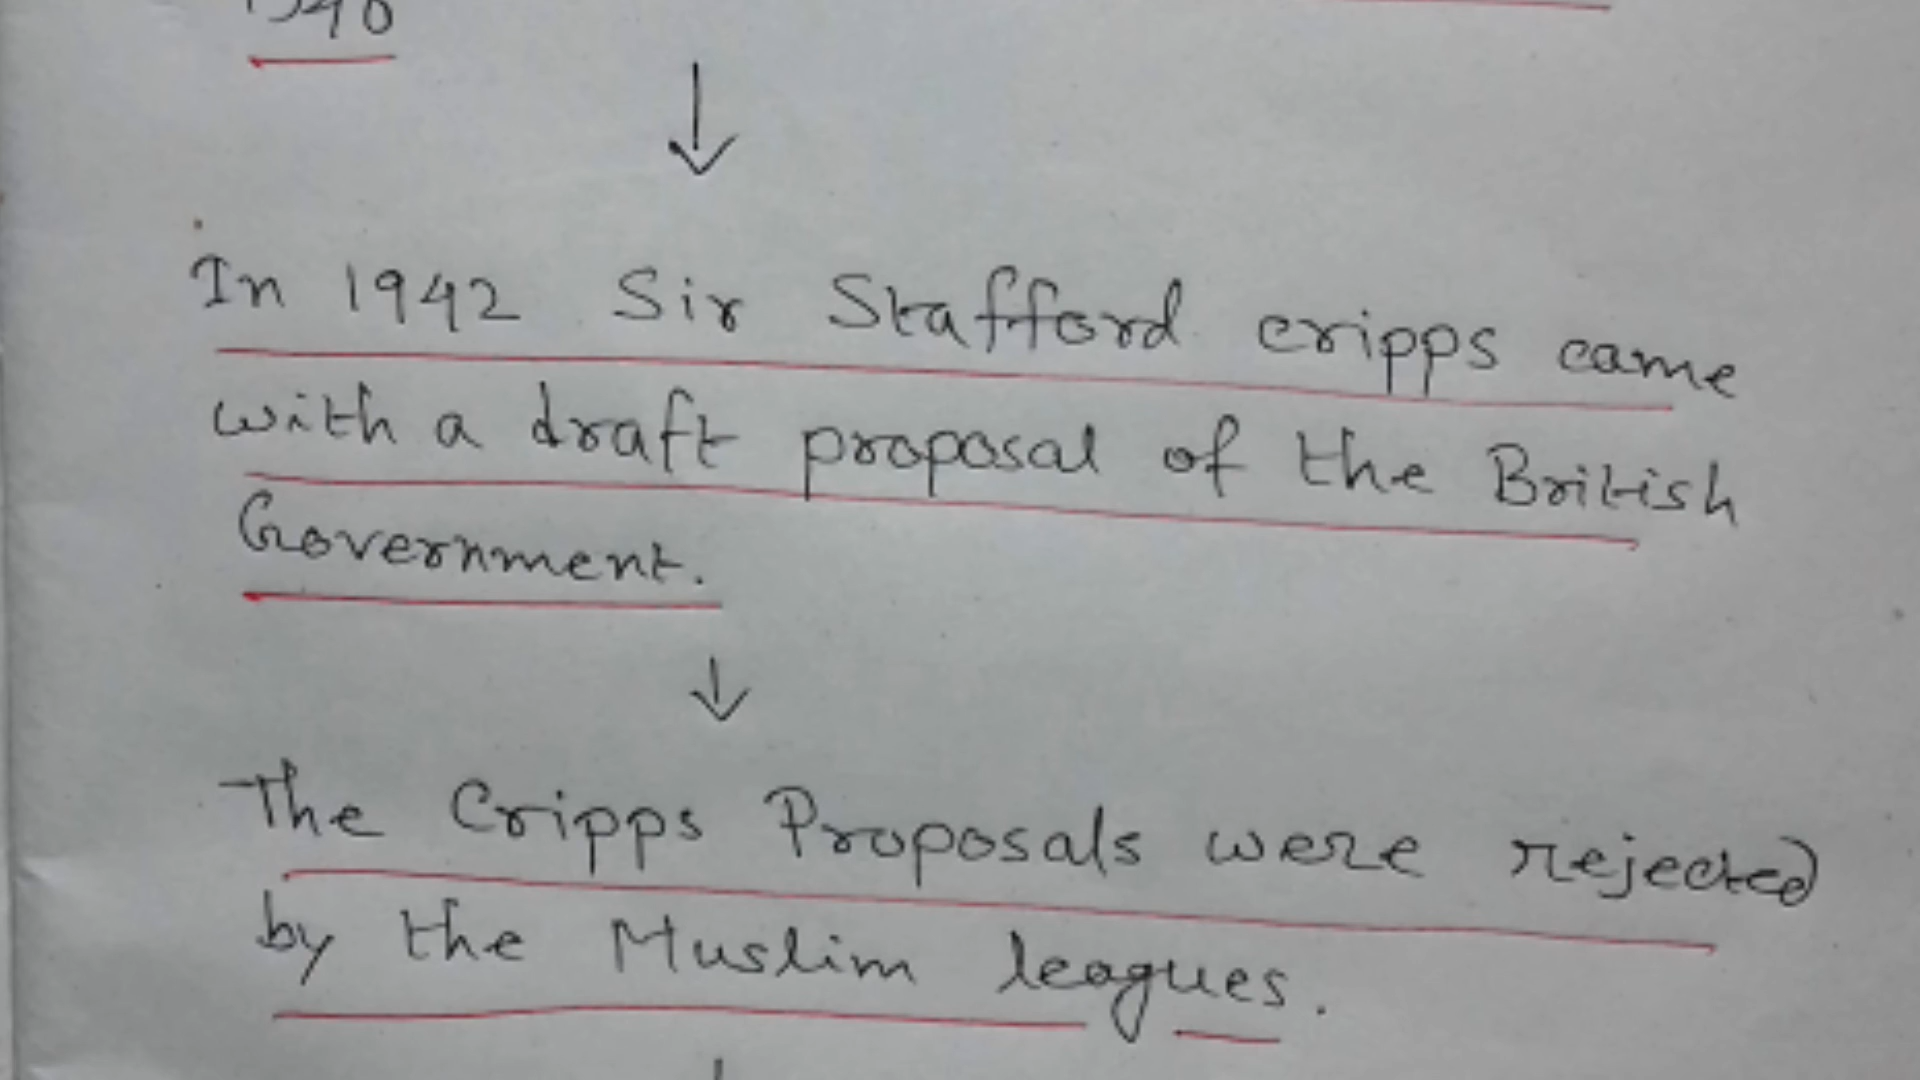 1940
In 1942 Sir Stafford cripps came
with a draft proposal of the British
Government.
The Cripps Proposals were rejected
by the Muslim leagues.